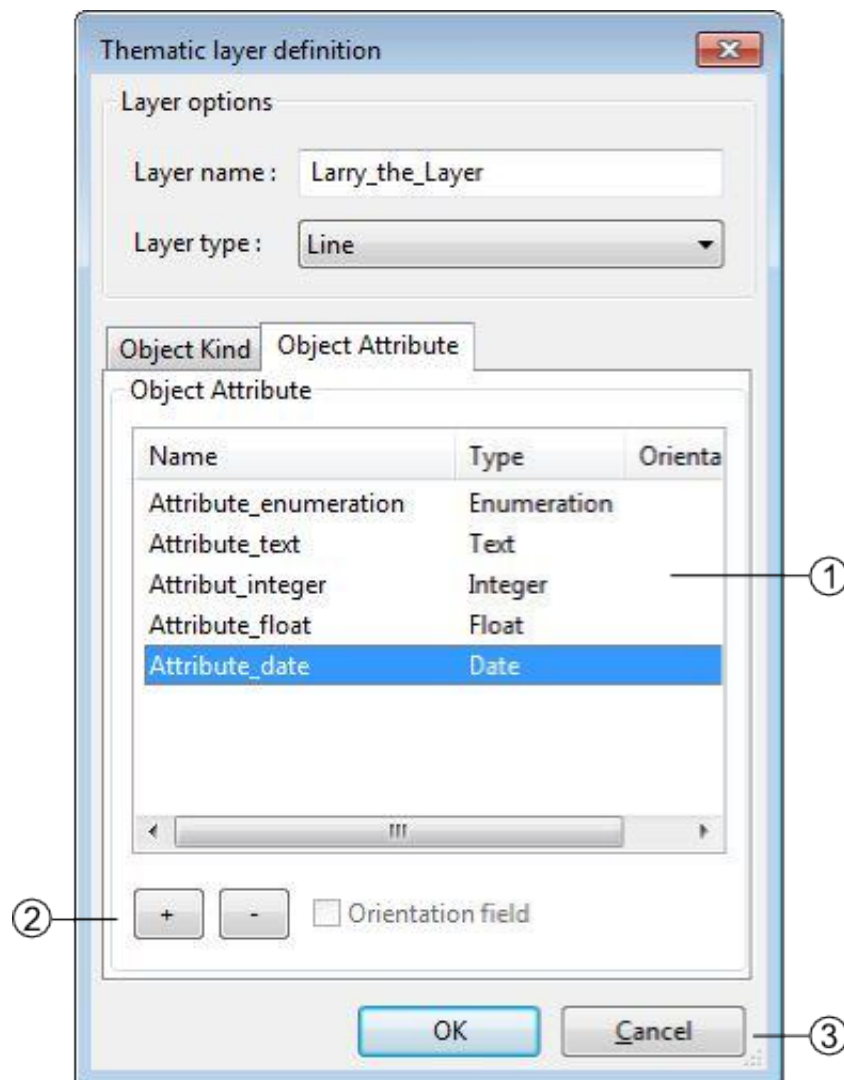 Thematic layer definition
Layer options
Layer name : Larry_the_Layer
Layer type : Line
Object Kind Object Attribute
Object Attribute
Name Type Orienta
Attribute_enumeration Enumeration
Attribute_text Text
Attribut_integer Integer
1
Attribute_float Float
Attribute_date Date
2 + - Orientation field
OK Cancel 3